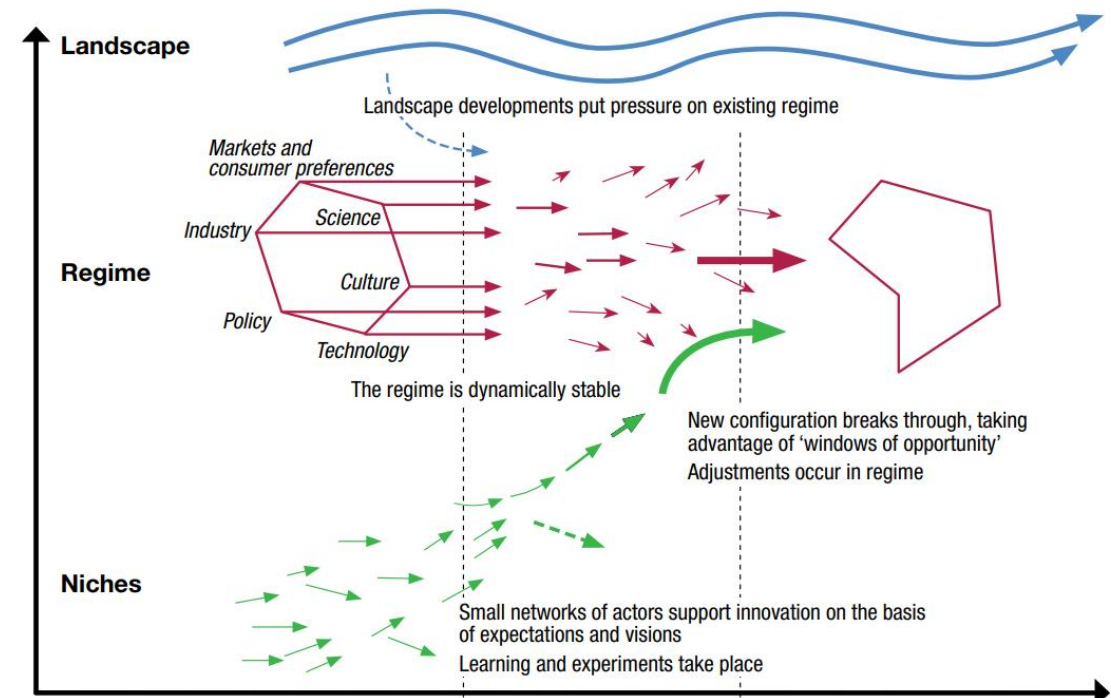 Landscape
Landscape developments put pressure on existing regime
Markets and
consumer preferences
Science
Industry
Regime
Culture
Policy
Technology
The regime is dynamically stable
New configuration breaks through, taking
advantage of ‘windows of opportunity’
Adjustments occur in regime
Niches
Small networks of actors support innovation on the basis
of expectations and visions
Learning and experiments take place